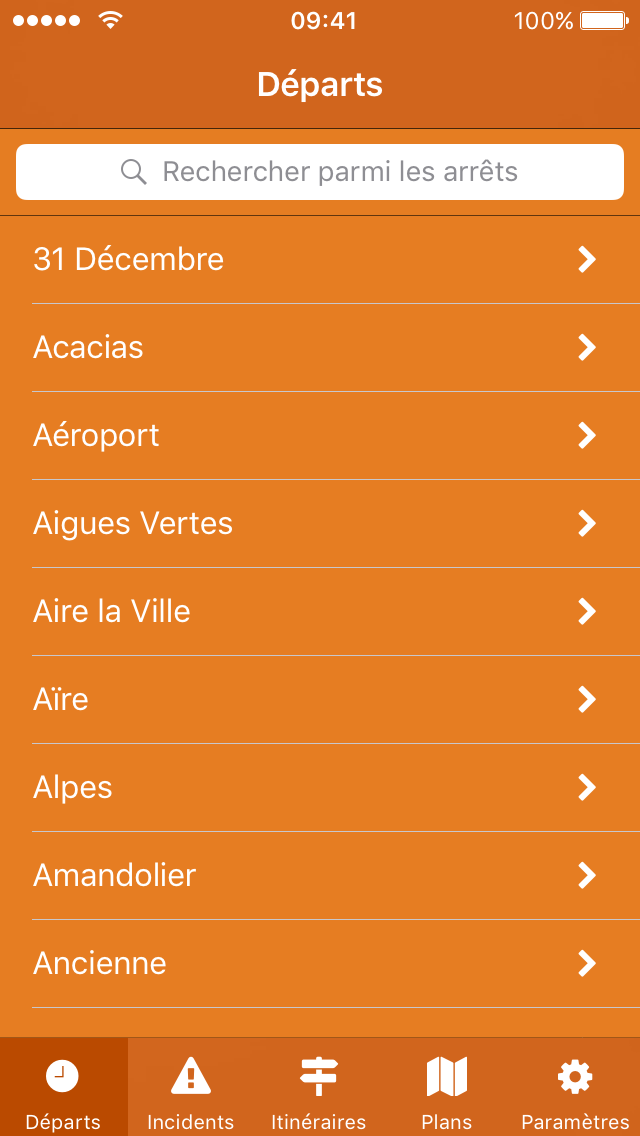 09:41
100%
Départs
Rechercher parmi les arrêts
31 Décembre
Acacias
Aéroport
Aigues Vertes
Aire la Ville
Aïre
Alpes
Amandolier
Ancienne
Départs
Incidents
Itinéraires
Plans
Paramètres